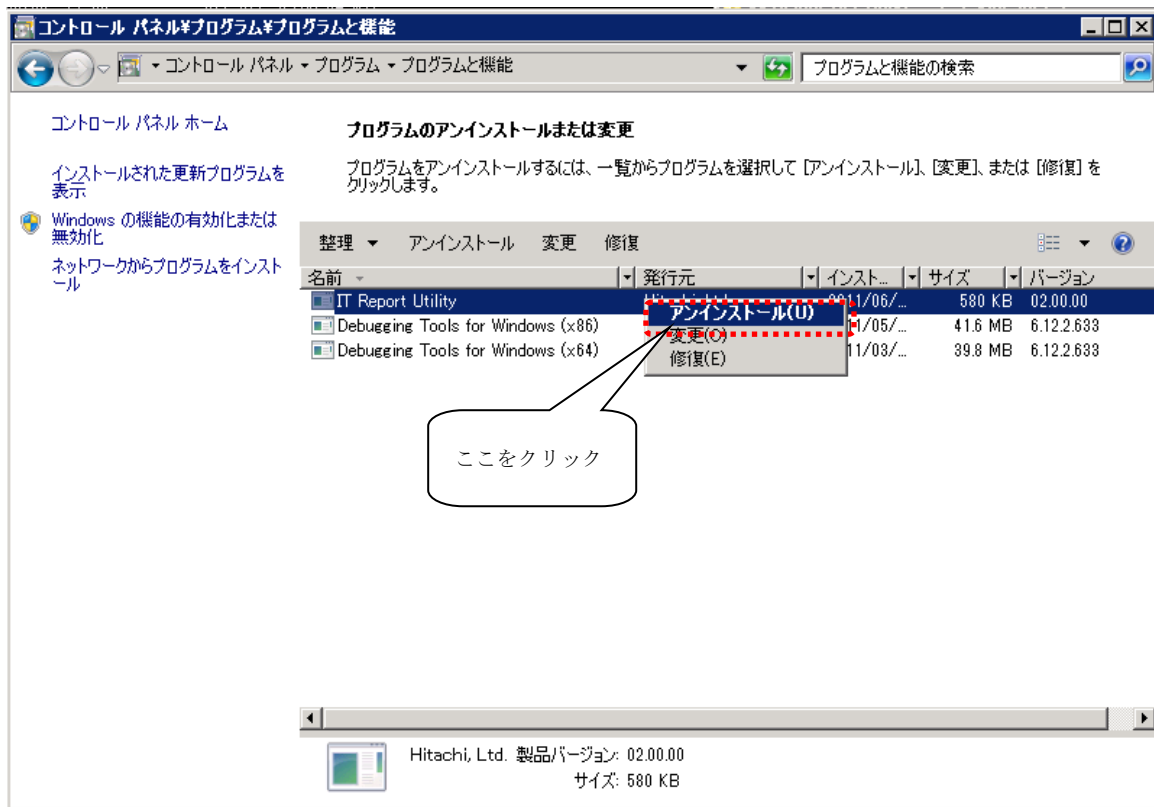 コントロール パネル¥プログラム¥プログラムと機能
コントロール パネル ▾ プログラム ▾ プログラムと機能
プログラムと機能の検索
コントロール パネル ホーム
インストールされた更新プログラムを
表示
Windows の機能の有効化または
無効化
ネットワークからプログラムをインスト
ール
プログラムのアンインストールまたは変更
プログラムをアンインストールするには、一覧からプログラムを選択して [アンインストール]、[変更]、または [修復] を
クリックします。
整理 ▼ アンインストール 変更 修復
名前 発行元 インスト... サイズ バージョン
IT Report Utility 2011/06/... 580 KB 02.00.00
Debugging Tools for Windows (x86) 1/05/... 41.6 MB 6.12.2.633
Debugging Tools for Windows (x64) 11/03/... 39.8 MB 6.12.2.633
アンインストール(U)
変更(C)
修復(E)
ここをクリック
Hitachi, Ltd. 製品バージョン: 02.00.00
サイズ: 580 KB